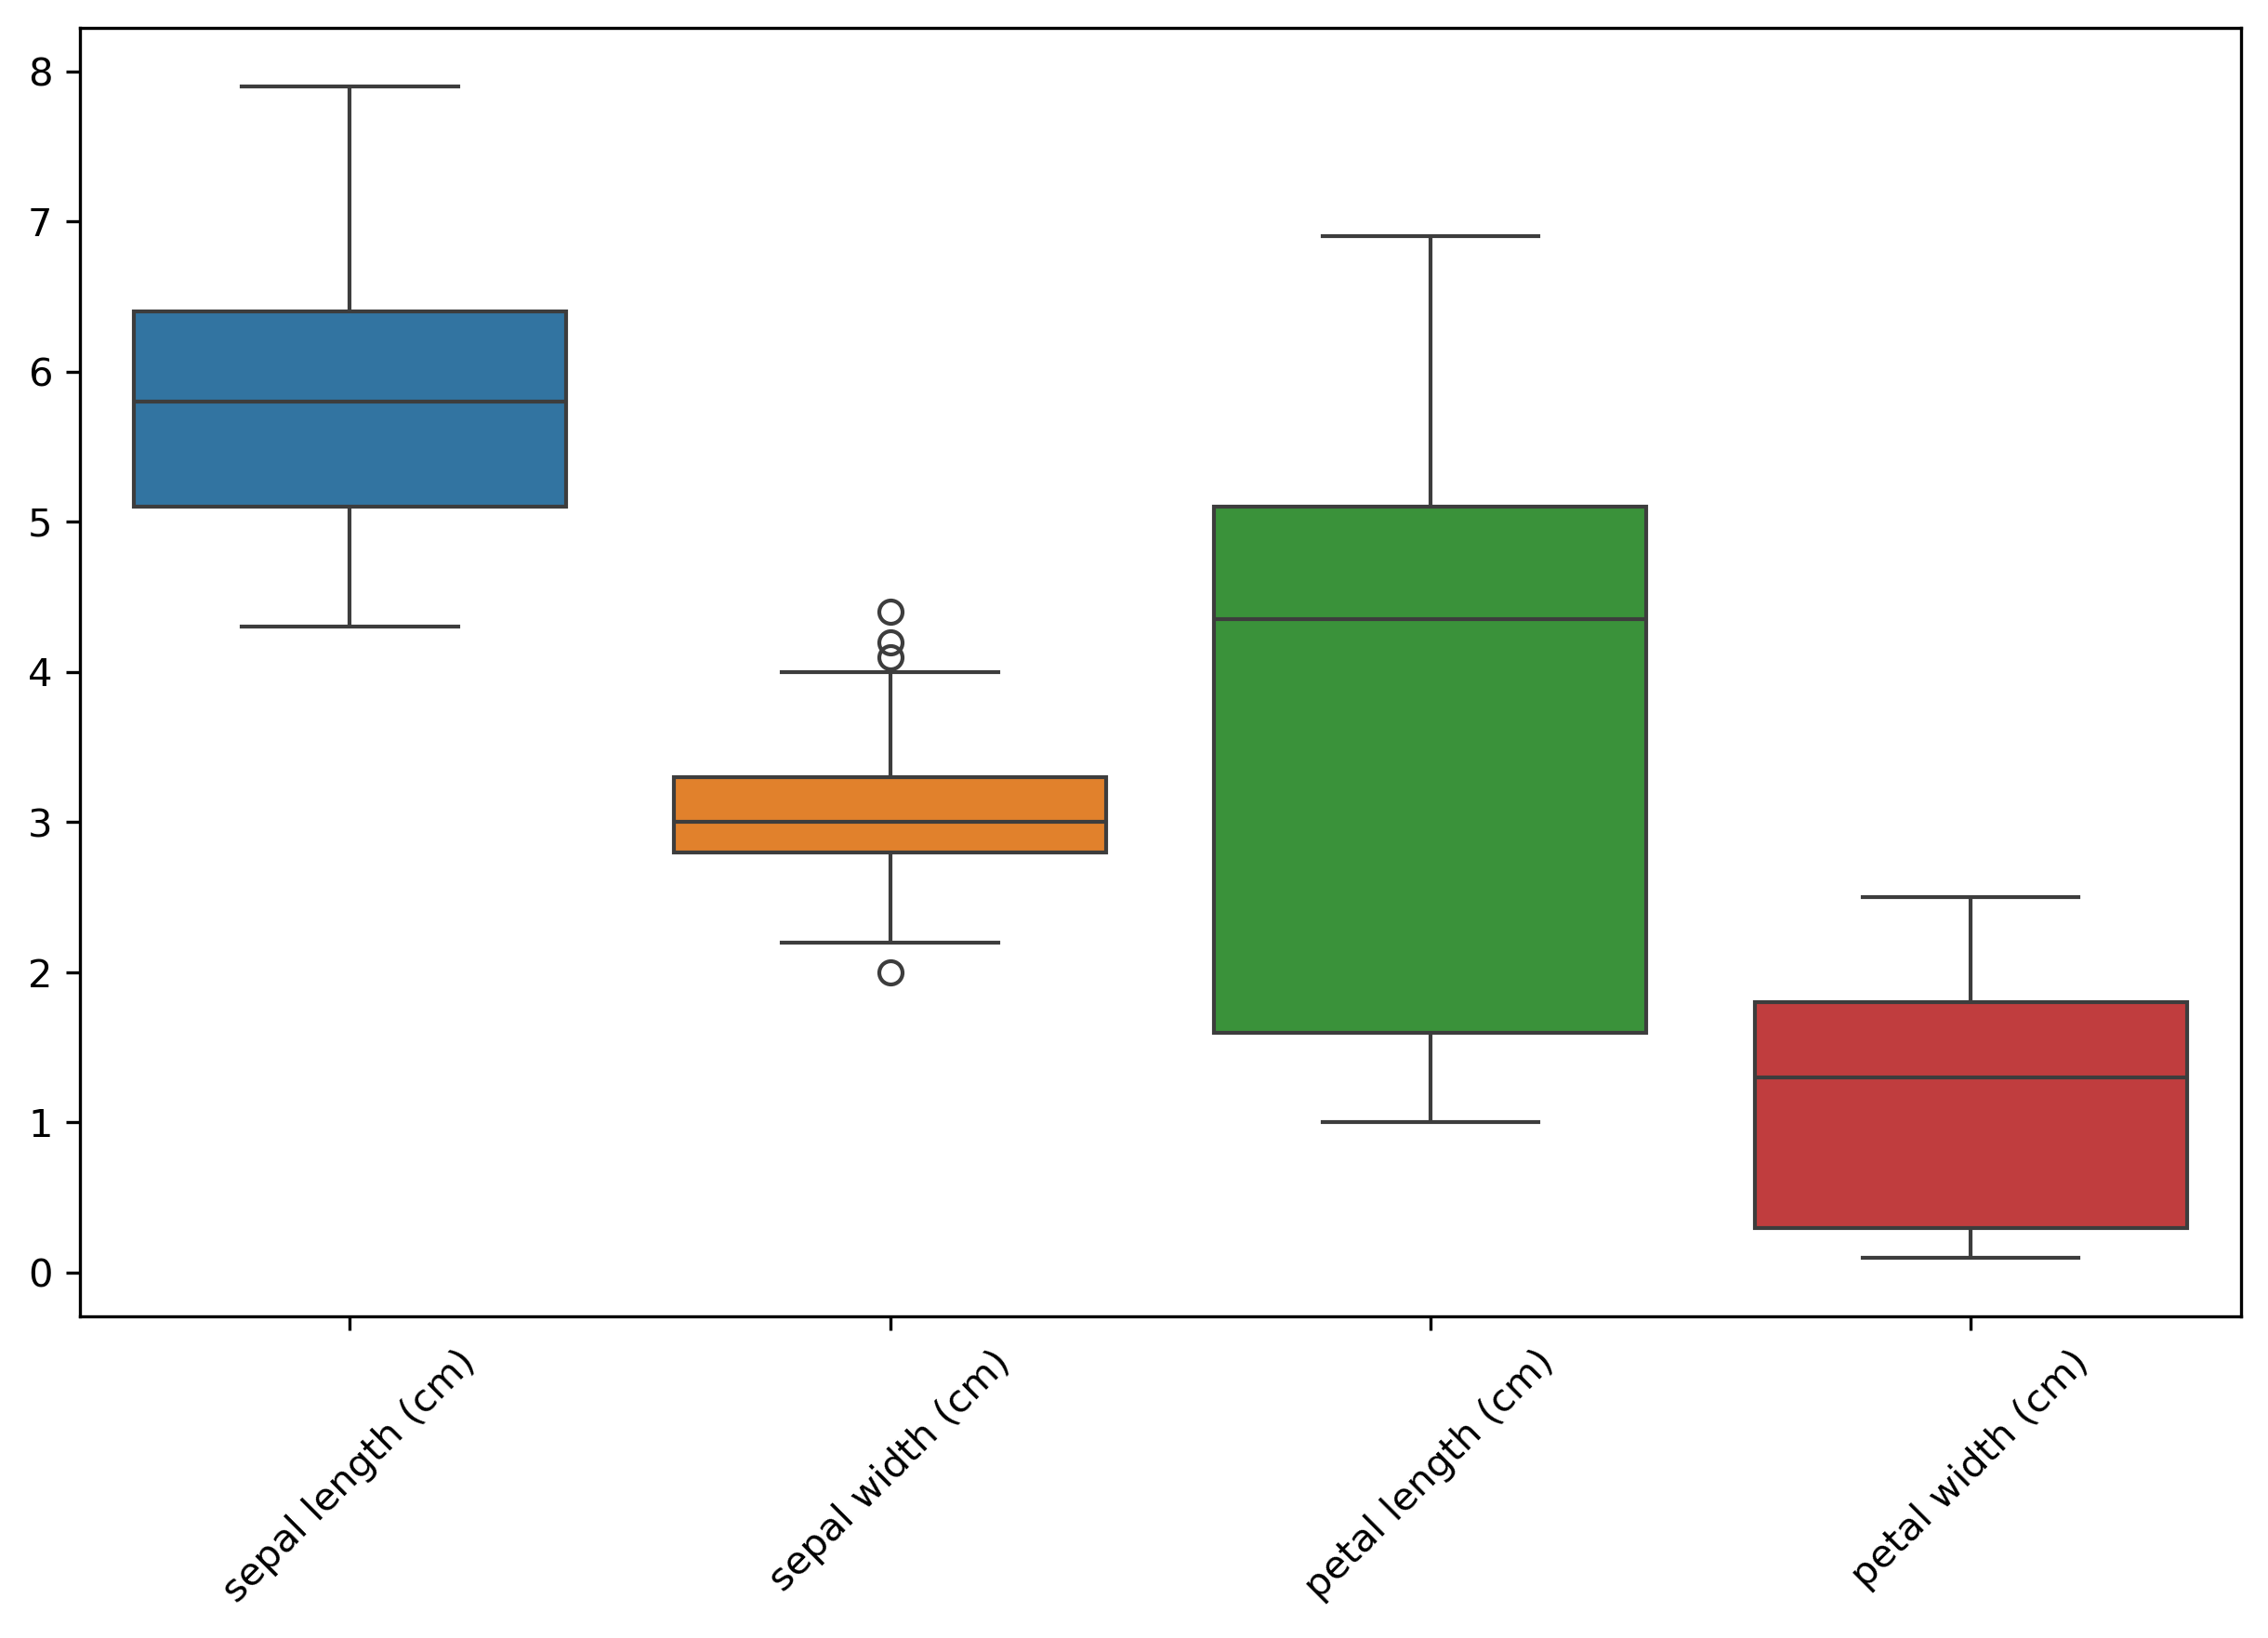 8
7
6
5
4
3
2
1
0
sepal length (cm)
sepal width (cm)
petal length (cm)
petal width (cm)